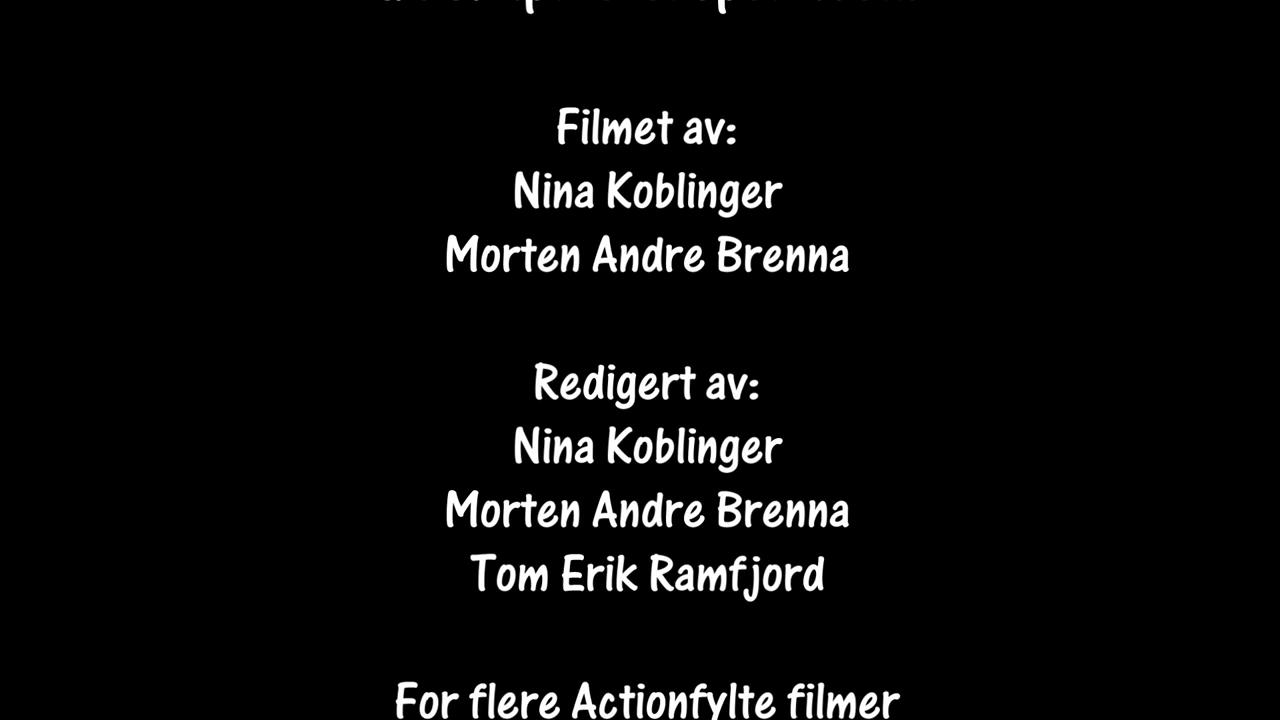 Filmet av:
Nina Koblinger
Morten Andre Brenna
Redigert av:
Nina Koblinger
Morten Andre Brenna
Tom Erik Ramfjord
For flere Actionfylte filmer